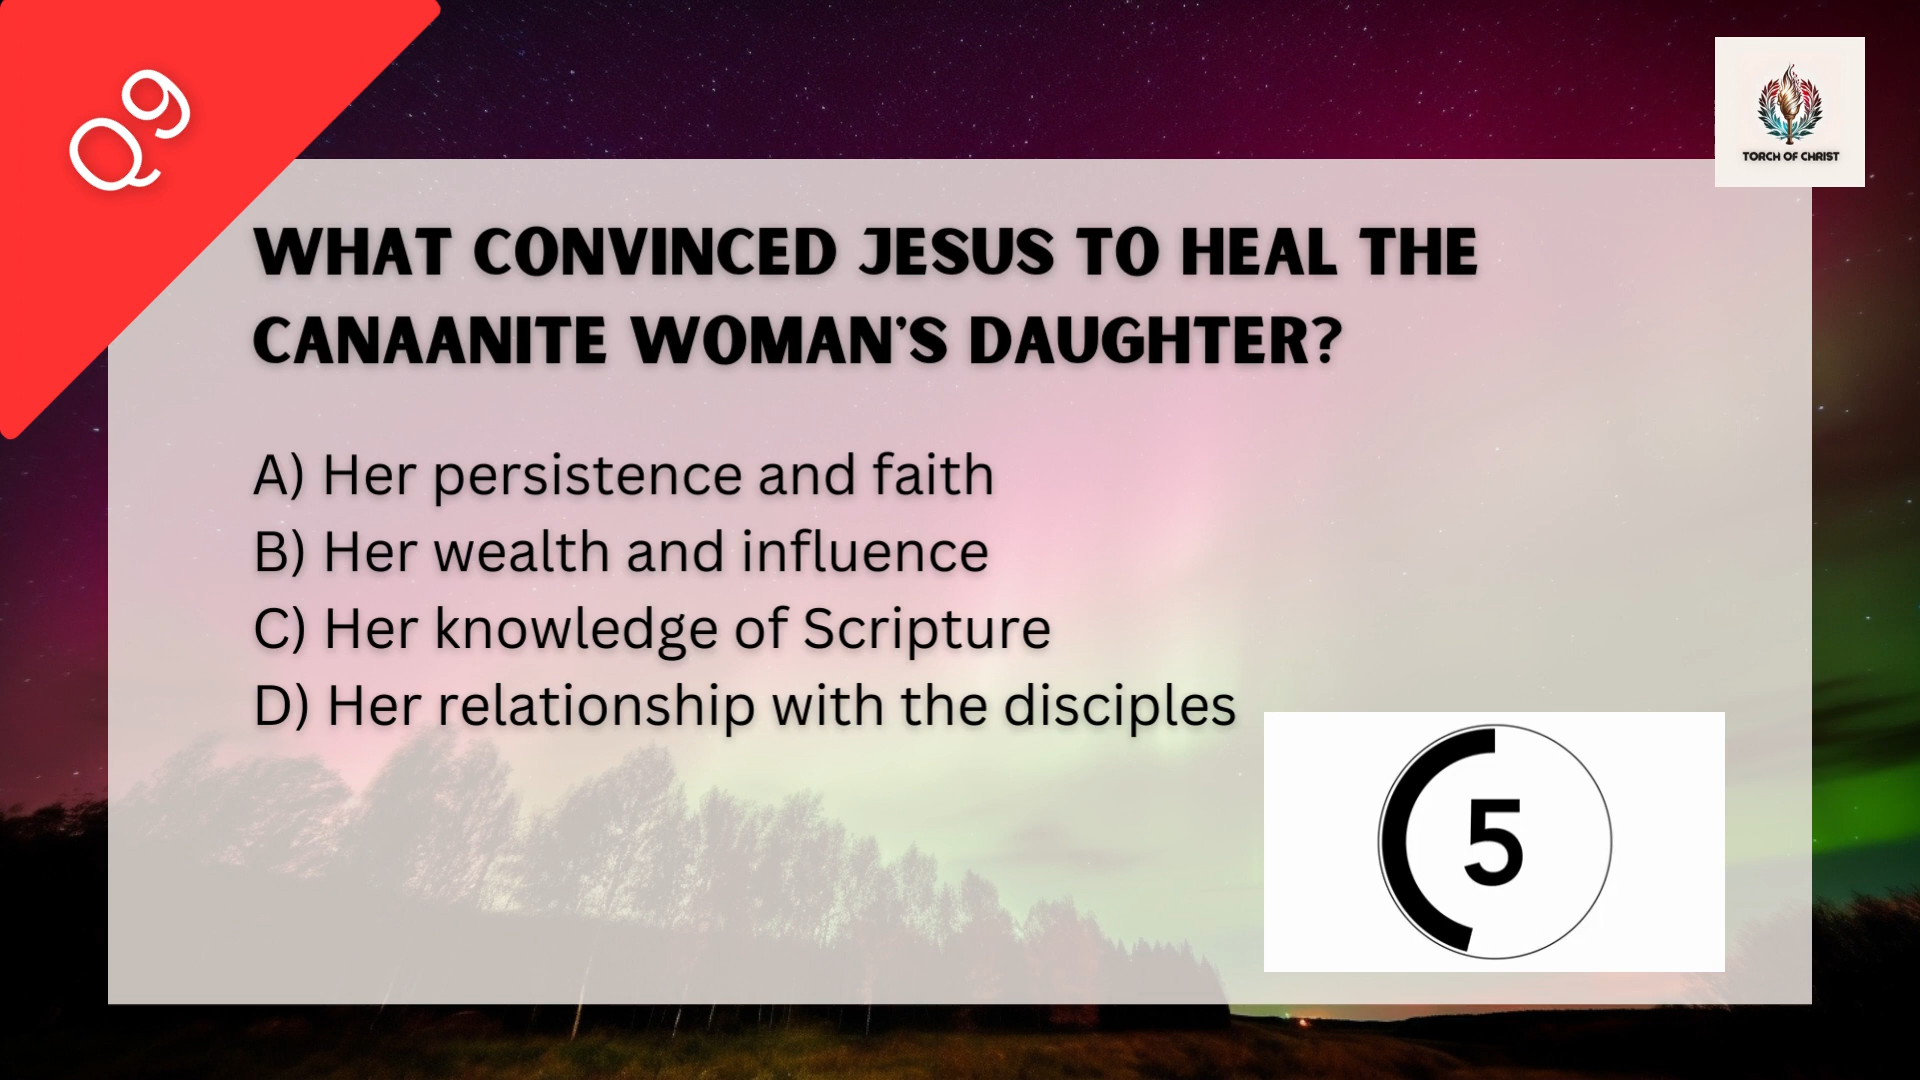 Q9
TORCH OF CHRIST
WHAT CONVINCED JESUS TO HEAL THE
CANAANITE WOMAN'S DAUGHTER?
A) Her persistence and faith
B) Her wealth and influence
C) Her knowledge of Scripture
D) Her relationship with the disciples
5